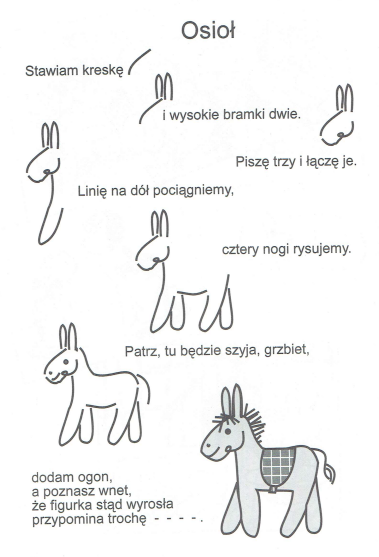 Osioł
Stawiam kreskę
i wysokie bramki dwie.
Piszę trzy i łączę je.
Linię na dół pociągniemy,
cztery nogi rysujemy.
Patrz, tu będzie szyja, grzbiet,
dodam ogon,
a poznasz wnet,
że figurka stąd wyrosła
przypomina trochę - - - - .